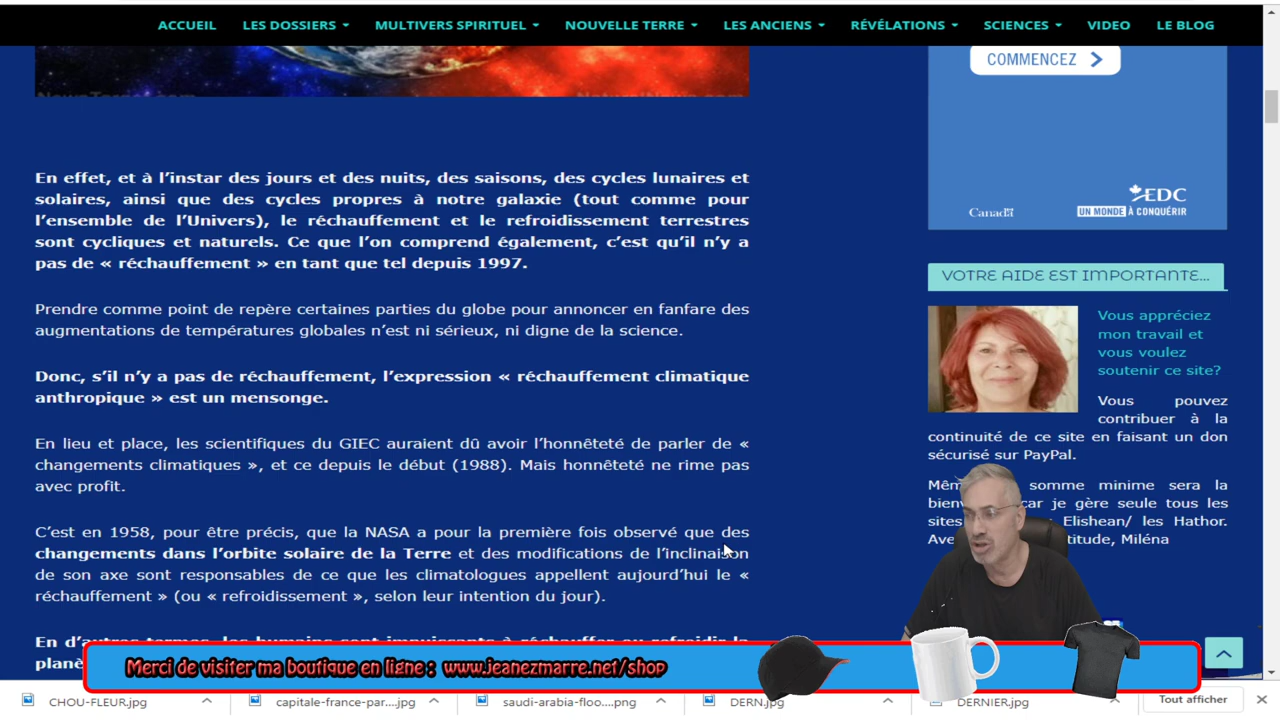 ACCUEIL LES DOSSIERS MULTIVERS SPIRITUEL NOUVELLE TERRE LES ANCIENS RÉVÉLATIONS SCIENCES VIDEO LE BLOG
En effet, et à l'instar des jours et des nuits, des saisons, des cycles lunaires et
solaires, ainsi que des cycles propres à notre galaxie (tout comme pour
l'ensemble de l'Univers), le réchauffement et le refroidissement terrestres
sont cycliques et naturels. Ce que l'on comprend également, c'est qu'il n'y a
pas de « réchauffement » en tant que tel depuis 1997.
Prendre comme point de repère certaines parties du globe pour annoncer en fanfare des
augmentations de températures globales n'est ni sérieux, ni digne de la science.
Donc, s'il n'y a pas de réchauffement, l'expression « réchauffement climatique
anthropique » est un mensonge.
En lieu et place, les scientifiques du GIEC auraient dû avoir l'honnêteté de parler de «
changements climatiques », et ce depuis le début (1988). Mais honnêteté ne rime pas
avec profit.
C'est en 1958, pour être précis, que la NASA a pour la première fois observé que des
changements dans l'orbite solaire de la Terre et des modifications de l'inclinaison
de son axe sont responsables de ce que les climatologues appellent aujourd'hui le «
réchauffement » (ou « refroidissement », selon leur intention du jour).
En d'autres termes, les humains sont impuissants à réchauffer ou refroidir la
COMMENCEZ
EDC
Canada
UN MONDE À CONQUÉRIR
VOTRE AIDE EST IMPORTANTE...
Vous appréciez
mon travail et
vous voulez
soutenir ce site?
Vous pouvez
contribuer à la
continuité de ce site en faisant un don
sécurisé sur PayPal.
somme minime sera la
car je gère seule tous les
sites Elishean/ les Hathor.
Miléna
Merci de visiter ma boutique en ligne : www.jeanezmarre.net/shop
CHOU-FLEUR.jpg capitale-france-par....jpg saudi-arabia-floo....png DERN.jpg DERNIER.jpg Tout afficher